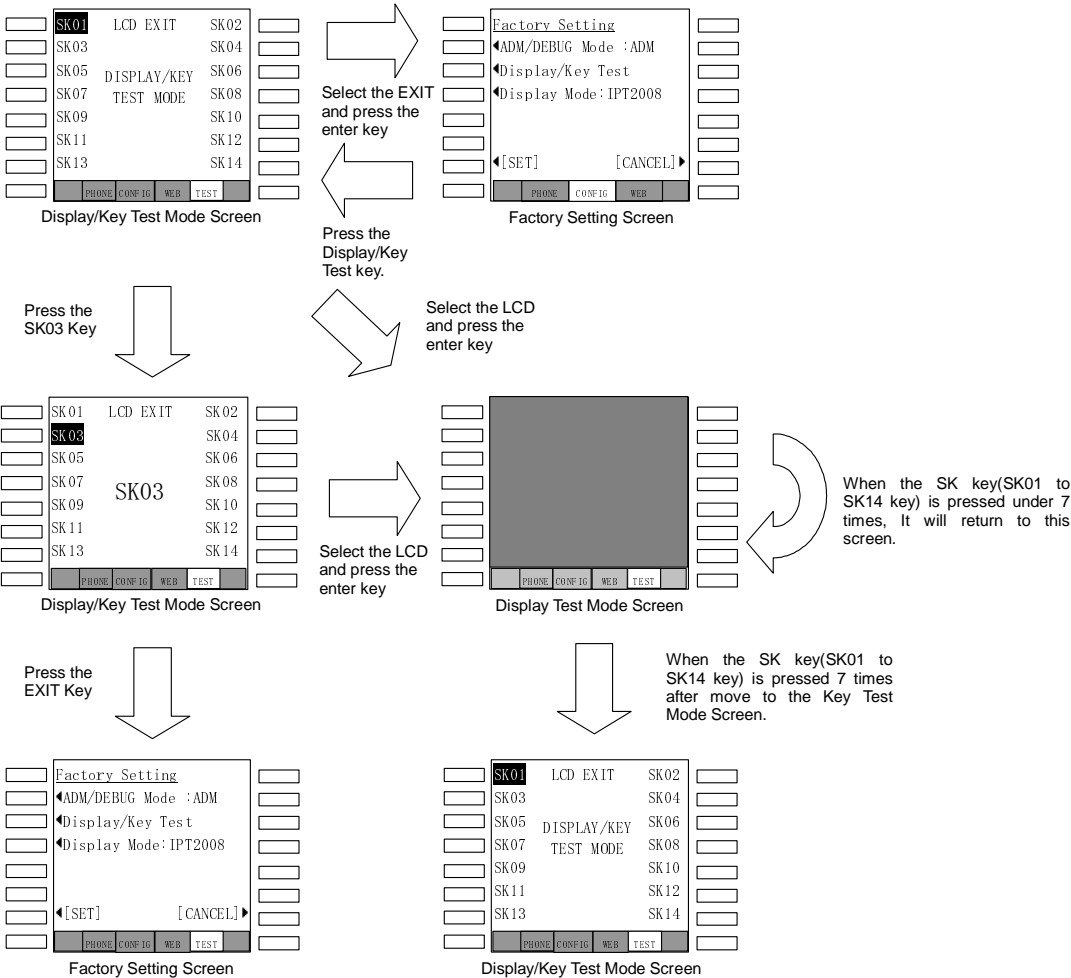 SK01 LCD EXIT SK02
SK03 SK04
SK05 DISPLAY/KEY SK06
SK07 TEST MODE SK08
SK09 SK10
SK11 SK12
SK13 SK14
PHONE CONFIG WEB TEST
Display/Key Test Mode Screen
Select the EXIT
and press the
enter key
Press the
Display/Key
Test key.
Factory Setting
◀ADM/DEBUG Mode :ADM
◀Display/Key Test
◀Display Mode:IPT2008
◀[SET] [CANCEL]▶
PHONE CONFIG WEB
Factory Setting Screen
Press the
SK03 Key
Select the LCD
and press the
enter key
SK01 LCD EXIT SK02
SK03 SK04
SK05 SK06
SK07 SK08
SK03
SK09 SK10
SK11 SK12
SK13 SK14
PHONE CONFIG WEB TEST
Display/Key Test Mode Screen
Select the LCD
and press the
enter key
PHONE CONFIG WEB TEST
Display Test Mode Screen
When the SK key(SK01 to
SK14 key) is pressed under 7
times, It will return to this
screen.
Press the
EXIT Key
When the SK key(SK01 to
SK14 key) is pressed 7 times
after move to the Key Test
Mode Screen.
Factory Setting
◀ADM/DEBUG Mode :ADM
◀Display/Key Test
◀Display Mode:IPT2008
◀[SET] [CANCEL]▶
PHONE CONFIG WEB TEST
Factory Setting Screen
SK01 LCD EXIT SK02
SK03 SK04
SK05 DISPLAY/KEY SK06
SK07 TEST MODE SK08
SK09 SK10
SK11 SK12
SK13 SK14
PHONE CONFIG WEB TEST
Display/Key Test Mode Screen